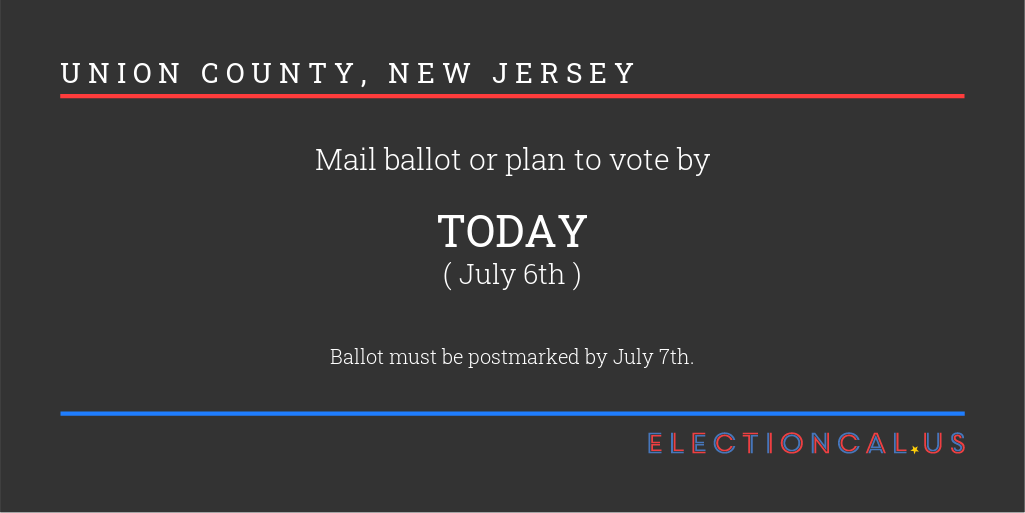 UNION COUNTY, NEW JERSEY
Mail ballot or plan to vote by
TODAY
( July 6th )
Ballot must be postmarked by July 7th.
ELECTIONCAL.US